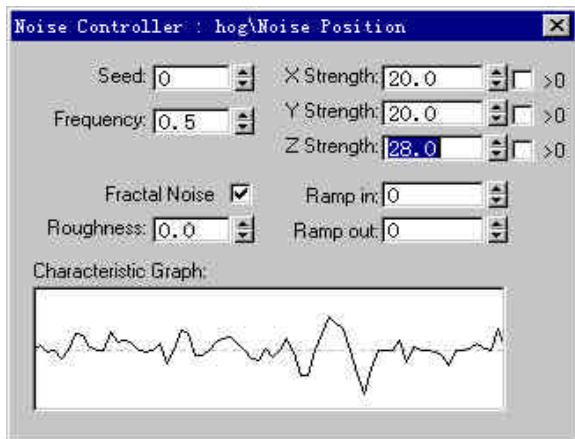 Noise Controller : hog\Noise Position
Seed: 0 X Strength: 20.0 >0
Frequency: 0.5 Y Strength: 20.0 >0
Z Strength: 28.0 >0
Fractal Noise Ramp in: 0
Roughness: 0.0 Ramp out: 0
Characteristic Graph: